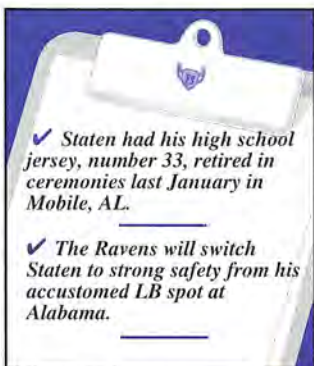 ✔ Staten had his high school
jersey, number 33, retired in
ceremonies last January in
Mobile, AL.
✔ The Ravens will switch
Staten to strong safety from his
accustomed LB spot at
Alabama.